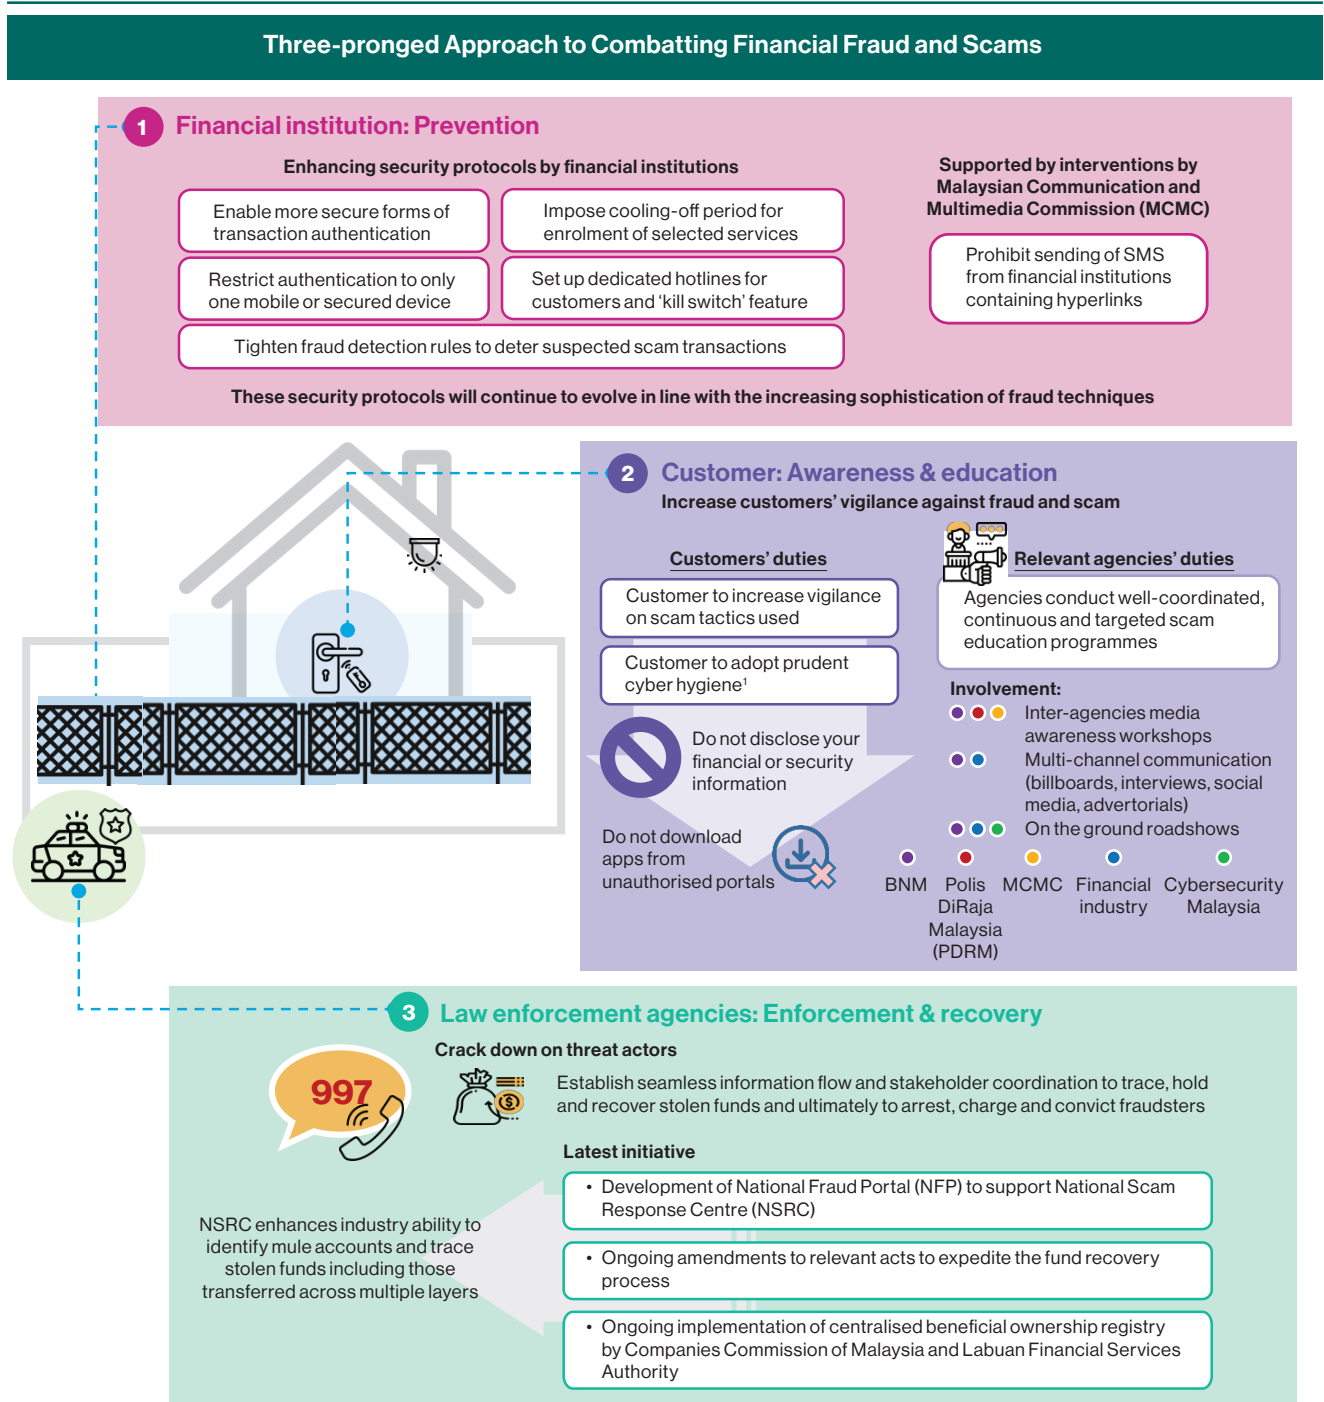 Three-pronged Approach to Combatting Financial Fraud and Scams
1
Financial institution: Prevention
Enhancing security protocols by financial institutions
Enable more secure forms of
transaction authentication
Impose cooling-off period for
enrolment of selected services
Restrict authentication to only
one mobile or secured device
Set up dedicated hotlines for
customers and ‘kill switch’ feature
Tighten fraud detection rules to deter suspected scam transactions
Supported by interventions by
Malaysian Communication and
Multimedia Commission (MCMC)
Prohibit sending of SMS
from financial institutions
containing hyperlinks
These security protocols will continue to evolve in line with the increasing sophistication of fraud techniques
2
Customer: Awareness & education
Increase customers’ vigilance against fraud and scam
Customers’ duties
Customer to increase vigilance
on scam tactics used
Customer to adopt prudent
cyber hygiene¹
Do not disclose your
financial or security
information
Do not download
apps from
unauthorised portals
Relevant agencies’ duties
Agencies conduct well-coordinated,
continuous and targeted scam
education programmes
Involvement:
Inter-agencies media
awareness workshops
Multi-channel communication
(billboards, interviews, social
media, advertorials)
On the ground roadshows
BNM
Polis
DiRaja
Malaysia
(PDRM)
MCMC
Financial
industry
Cybersecurity
Malaysia
3
Law enforcement agencies: Enforcement & recovery
Crack down on threat actors
997
Establish seamless information flow and stakeholder coordination to trace, hold
and recover stolen funds and ultimately to arrest, charge and convict fraudsters
Latest initiative
• Development of National Fraud Portal (NFP) to support National Scam
Response Centre (NSRC)
• Ongoing amendments to relevant acts to expedite the fund recovery
process
• Ongoing implementation of centralised beneficial ownership registry
by Companies Commission of Malaysia and Labuan Financial Services
Authority
NSRC enhances industry ability to
identify mule accounts and trace
stolen funds including those
transferred across multiple layers